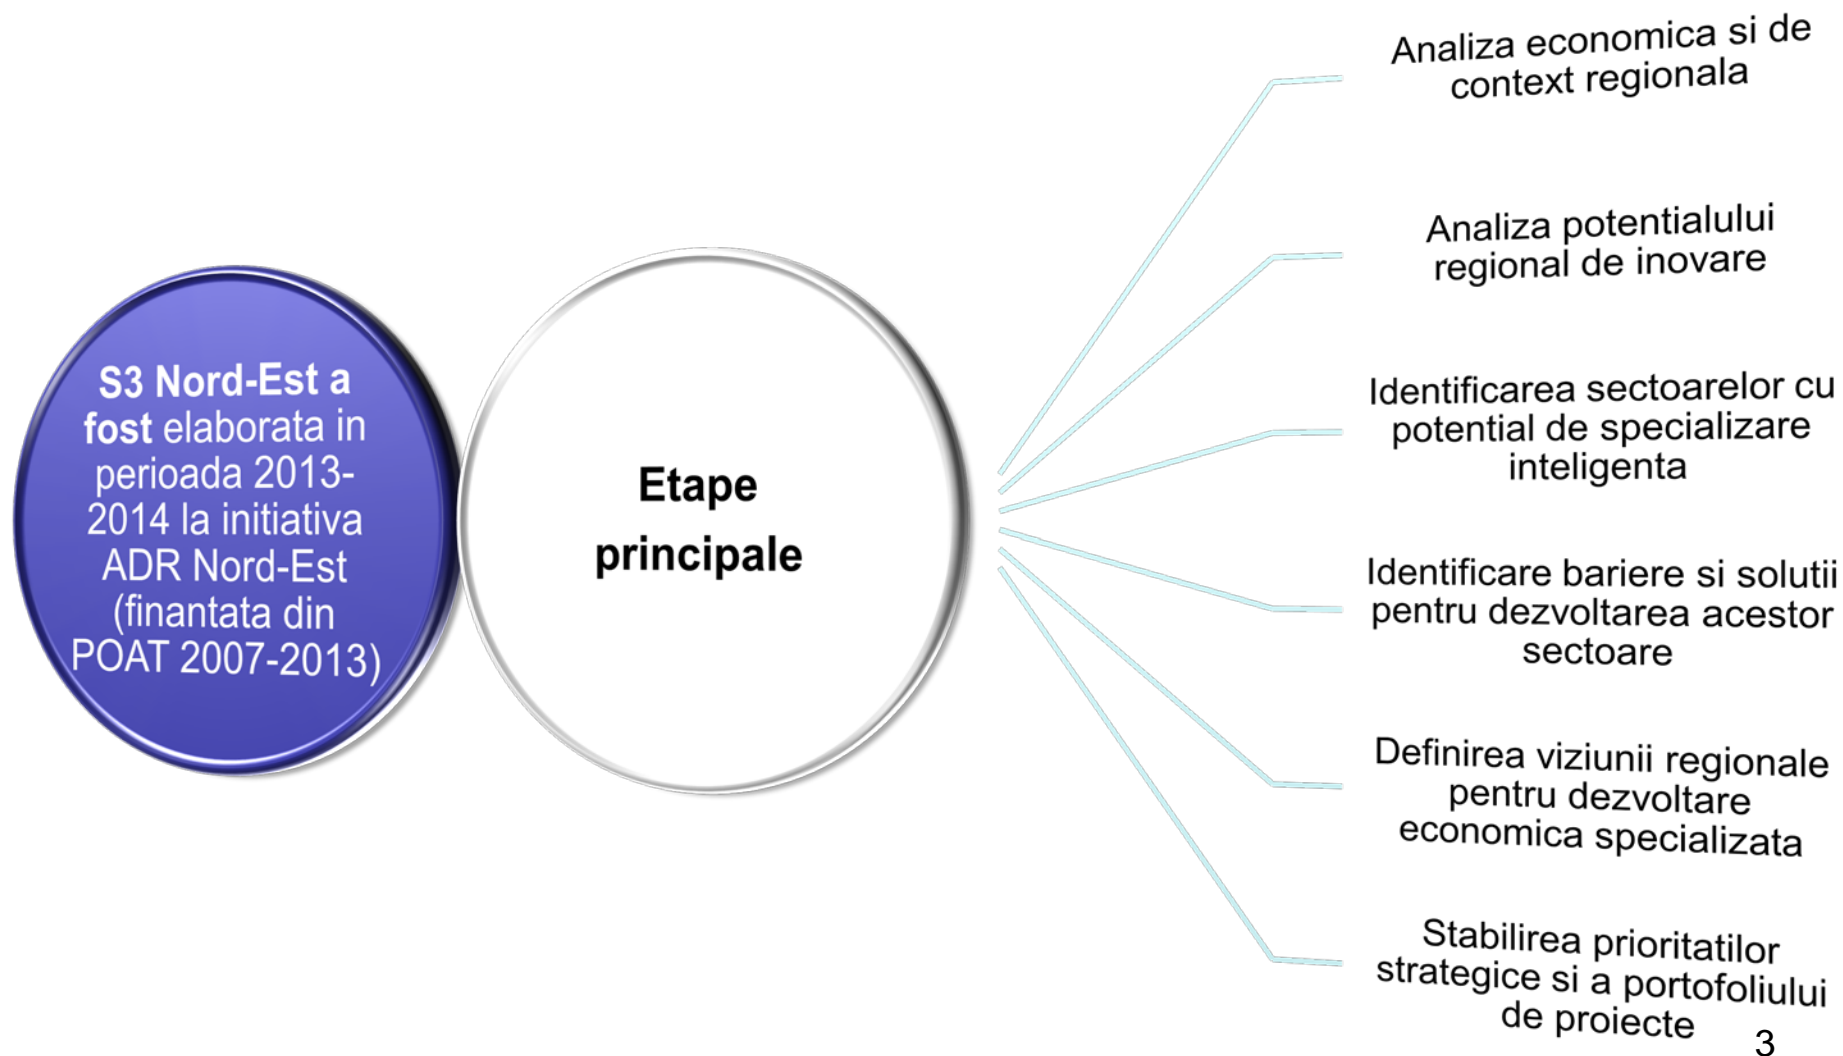 S3 Nord-Est a
fost elaborata in
perioada 2013-
2014 la initiativa
ADR Nord-Est
(finantata din
POAT 2007-2013)
Etape
principale
Analiza economica si de
context regionala
Analiza potentialului
regional de inovare
Identificarea sectoarelor cu
potential de specializare
inteligenta
Identificare bariere si solutii
pentru dezvoltarea acestor
sectoare
Definirea viziunii regionale
pentru dezvoltare
economica specializata
Stabilirea prioritatilor
strategice si a portofoliului
de proiecte
3